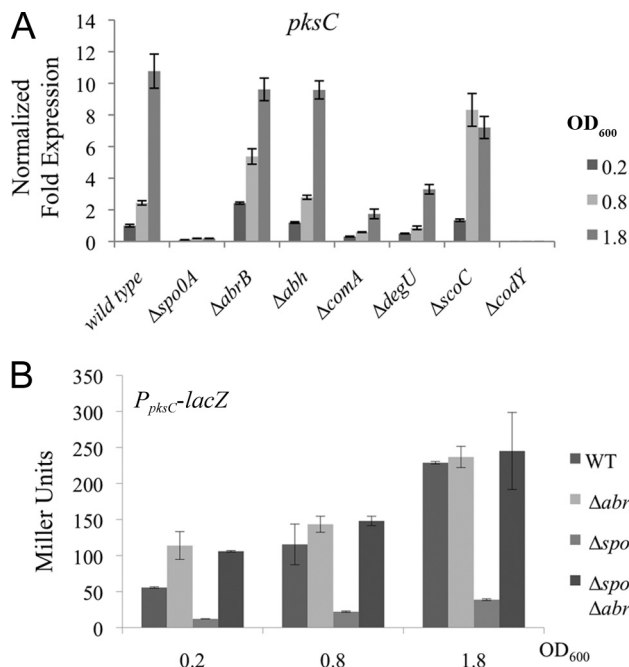 A
pksC
Normalized
Fold Expression
14
12
10
8
6
4
2
0
wild type
Δspo0A
ΔabrB
Δabh
ΔcomA
ΔdegU
ΔscoC
ΔcodY
OD600
0.2
0.8
1.8
B
PpksC-lacZ
Miller Units
350
300
250
200
150
100
50
0
0.2
0.8
1.8
OD600
WT
Δabr
Δspo
Δspo
Δabr